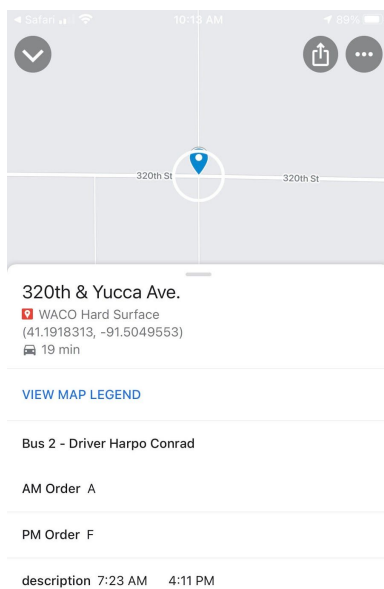 ◀ Safari 10:13 AM 89%
320th St 320th St
320th & Yucca Ave.
WACO Hard Surface
(41.1918313, -91.5049553)
19 min
VIEW MAP LEGEND
Bus 2 - Driver Harpo Conrad
AM Order A
PM Order F
description 7:23 AM 4:11 PM